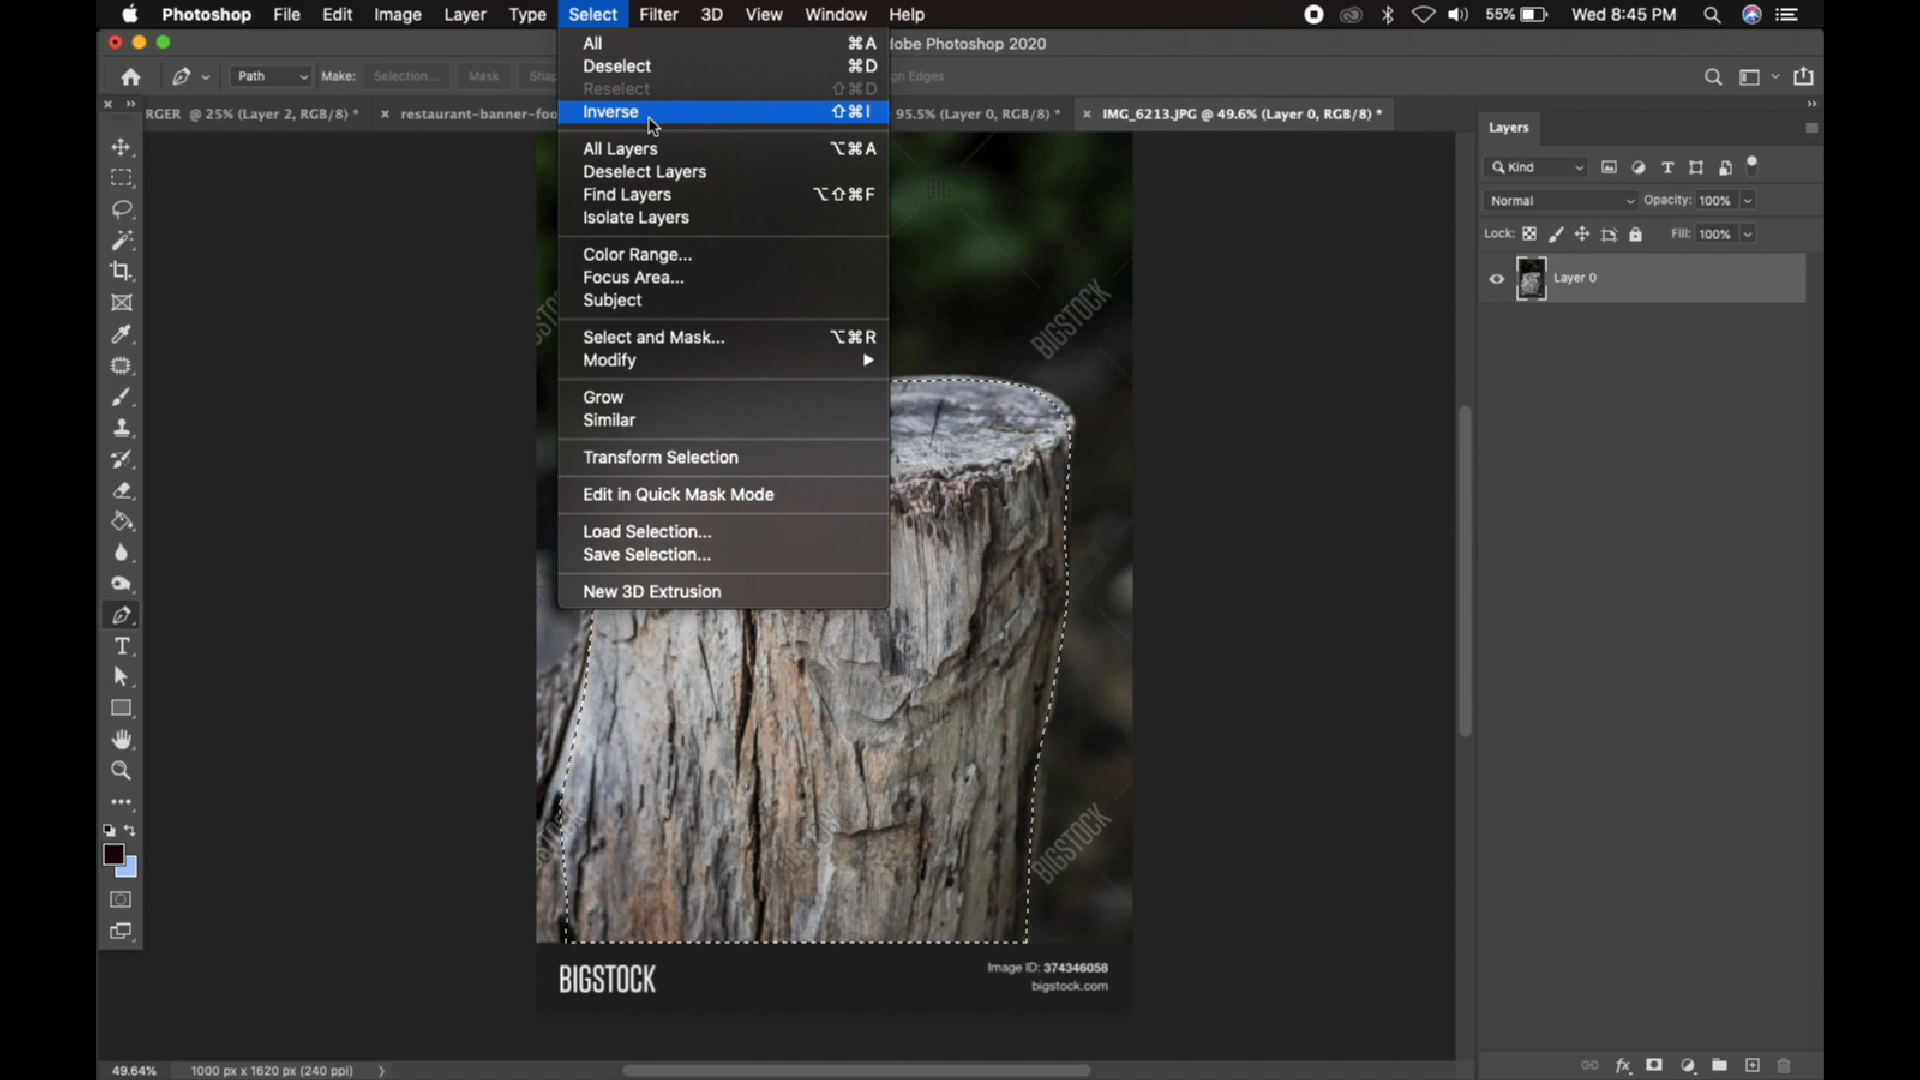 Photoshop File Edit Image Layer Type Select Filter 3D View Window Help 55% Wed 8:45 PM
dobe Photoshop 2020
Path Make: Selection... Mask Shap gn Edges
RGER @ 25% (Layer 2, RGB/8) * restaurant-banner-foo 95.5% (Layer 0, RGB/8) * IMG_6213.JPG @ 49.6% (Layer 0, RGB/8) *
All ⌘A
Deselect ⌘D
Reselect ⇧⌘D
Inverse ⇧⌘I
All Layers ⌥⌘A
Deselect Layers
Find Layers ⌥⇧⌘F
Isolate Layers
Color Range...
Focus Area...
Subject
Select and Mask... ⌥⌘R
Modify
Grow
Similar
Transform Selection
Edit in Quick Mask Mode
Load Selection...
Save Selection...
New 3D Extrusion
Layers
Kind
Normal Opacity: 100%
Lock: Fill: 100%
Layer 0
BIG
BIGSTOCK
BIGSTOCK
BIGSTOCK
Image ID: 374346058
bigstock.com
49.64% 1000 px x 1620 px (240 ppi)